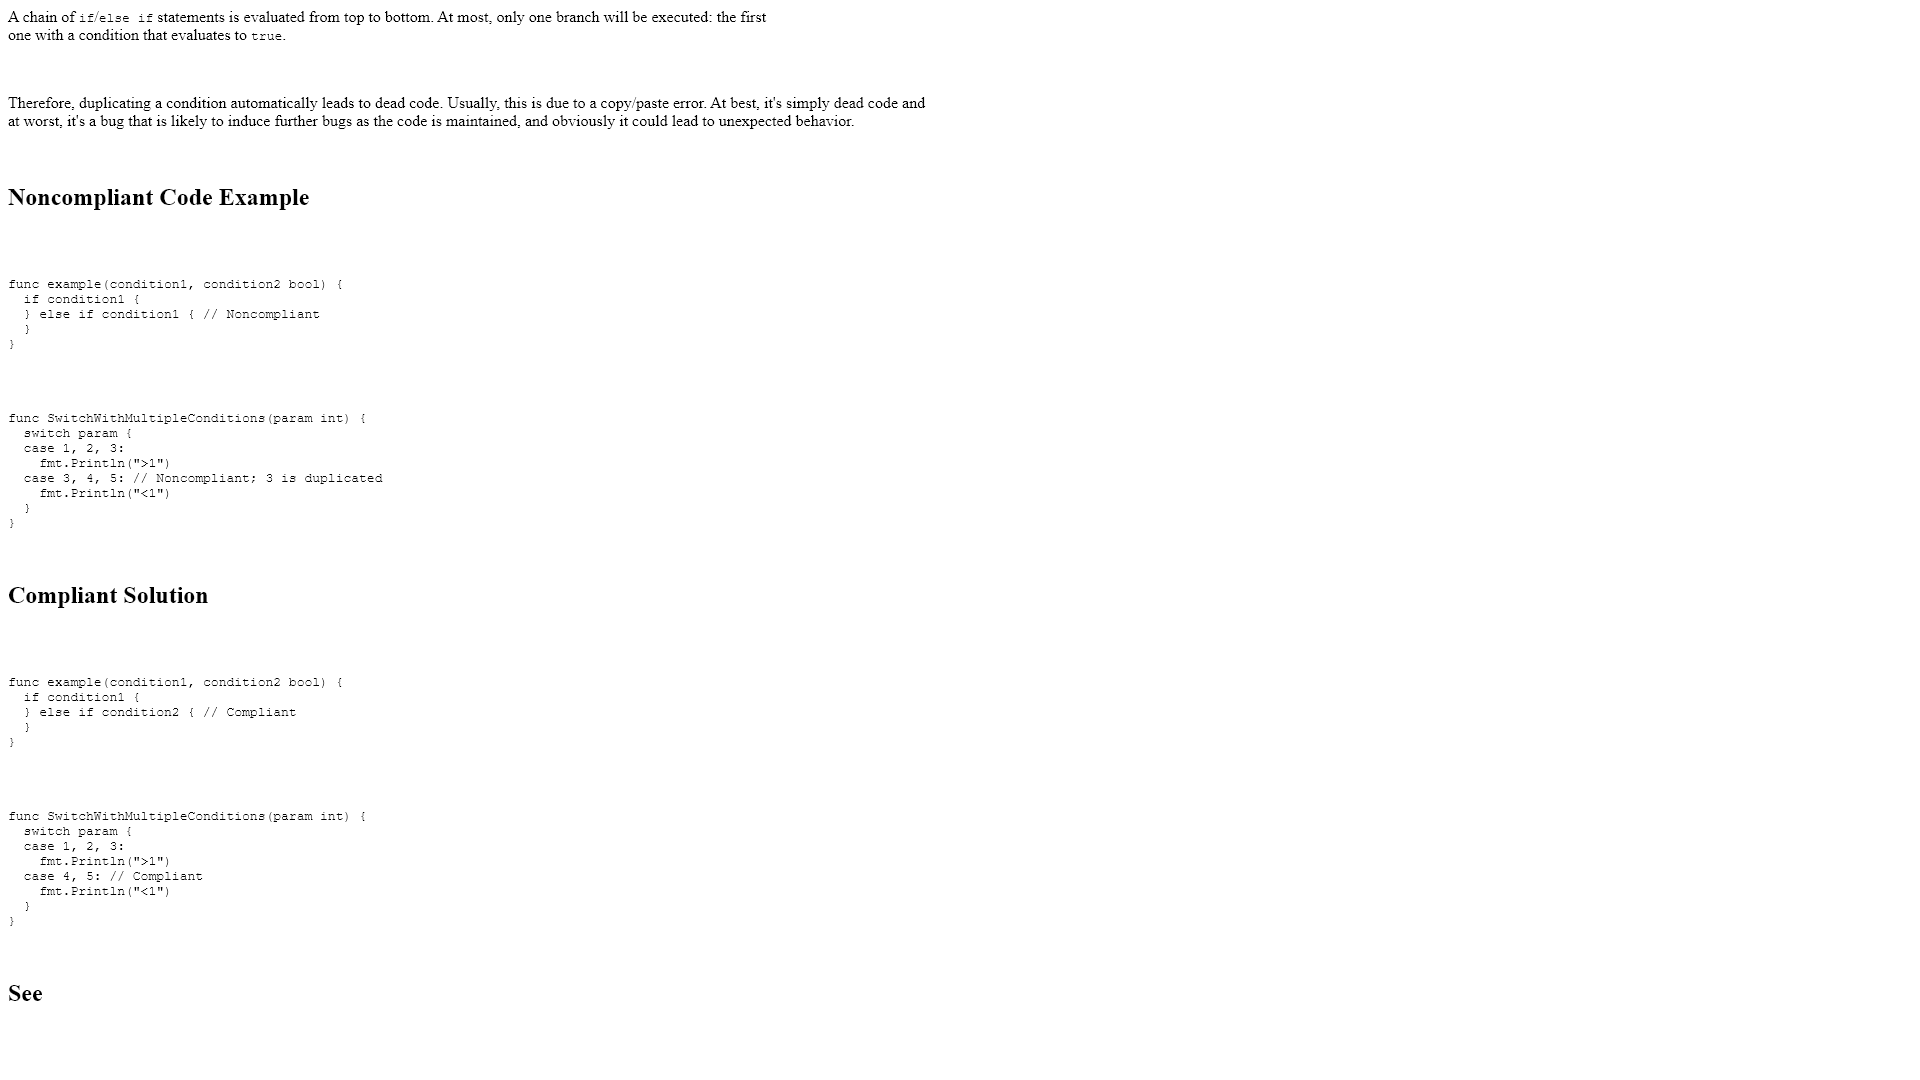 A chain of if/else if statements is evaluated from top to bottom. At most, only one branch will be executed: the first
one with a condition that evaluates to true.
Therefore, duplicating a condition automatically leads to dead code. Usually, this is due to a copy/paste error. At best, it's simply dead code and
at worst, it's a bug that is likely to induce further bugs as the code is maintained, and obviously it could lead to unexpected behavior.
Noncompliant Code Example
func example(condition1, condition2 bool) {
  if condition1 {
  } else if condition1 { // Noncompliant
  }
}
func SwitchWithMultipleConditions(param int) {
  switch param {
  case 1, 2, 3:
    fmt.Println(">1")
  case 3, 4, 5: // Noncompliant; 3 is duplicated
    fmt.Println("<1")
  }
}
Compliant Solution
func example(condition1, condition2 bool) {
  if condition1 {
  } else if condition2 { // Compliant
  }
}
func SwitchWithMultipleConditions(param int) {
  switch param {
  case 1, 2, 3:
    fmt.Println(">1")
  case 4, 5: // Compliant
    fmt.Println("<1")
  }
}
See